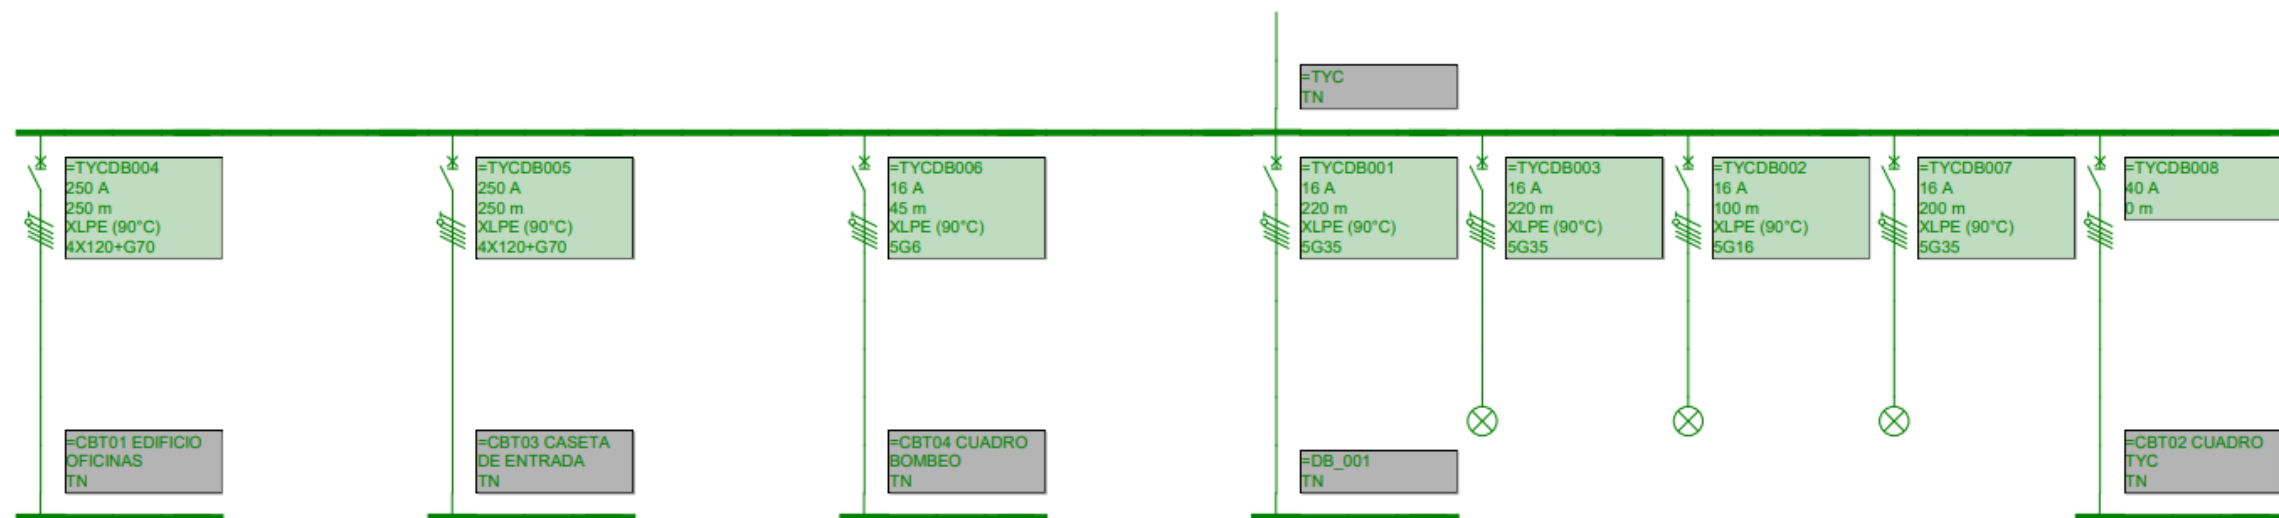 =TYC
TN
=TYCDB004
250 A
250 m
XLPE (90°C)
4X120+G70
=TYCDB005
250 A
250 m
XLPE (90°C)
4X120+G70
=TYCDB006
16 A
45 m
XLPE (90°C)
5G6
=TYCDB001
16 A
220 m
XLPE (90°C)
5G35
=TYCDB003
16 A
220 m
XLPE (90°C)
5G35
=TYCDB002
16 A
100 m
XLPE (90°C)
5G16
=TYCDB007
16 A
200 m
XLPE (90°C)
5G35
=TYCDB008
40 A
0 m
=CBT01 EDIFICIO
OFICINAS
TN
=CBT03 CASETA
DE ENTRADA
TN
=CBT04 CUADRO
BOMBEO
TN
=DB_001
TN
=CBT02 CUADRO
TYC
TN